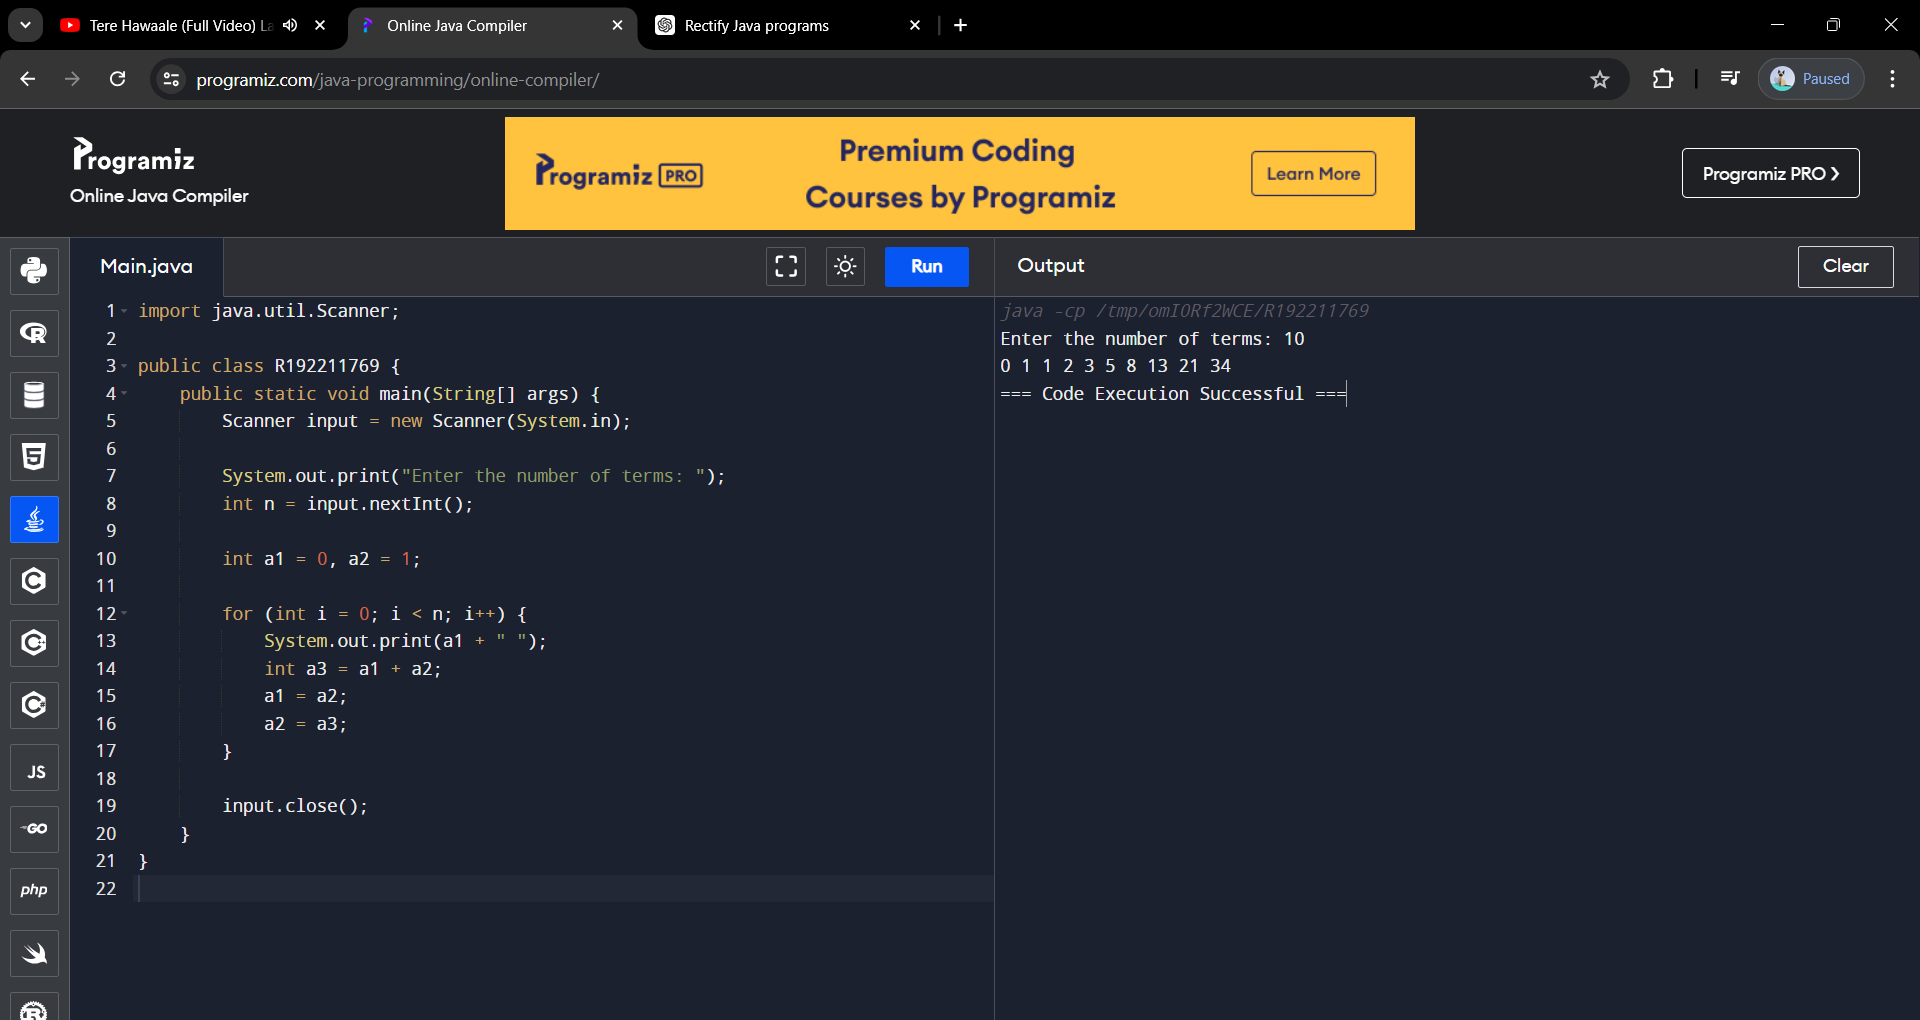 Tere Hawaale (Full Video) La
Online Java Compiler
Rectify Java programs
programiz.com/java-programming/online-compiler/
Paused
Programiz
Online Java Compiler
Programiz PRO
Premium Coding
Courses by Programiz
Learn More
Programiz PRO
Main.java
Run
Output
Clear
1 import java.util.Scanner;
2
3 public class R192211769 {
4 public static void main(String[] args) {
5 Scanner input = new Scanner(System.in);
6
7 System.out.print("Enter the number of terms: ");
8 int n = input.nextInt();
9
10 int a1 = 0, a2 = 1;
11
12 for (int i = 0; i < n; i++) {
13 System.out.print(a1 + " ");
14 int a3 = a1 + a2;
15 a1 = a2;
16 a2 = a3;
17 }
18
19 input.close();
20 }
21 }
22
java -cp /tmp/omIORf2WCE/R192211769
Enter the number of terms: 10
0 1 1 2 3 5 8 13 21 34
=== Code Execution Successful ===
JS
GO
php